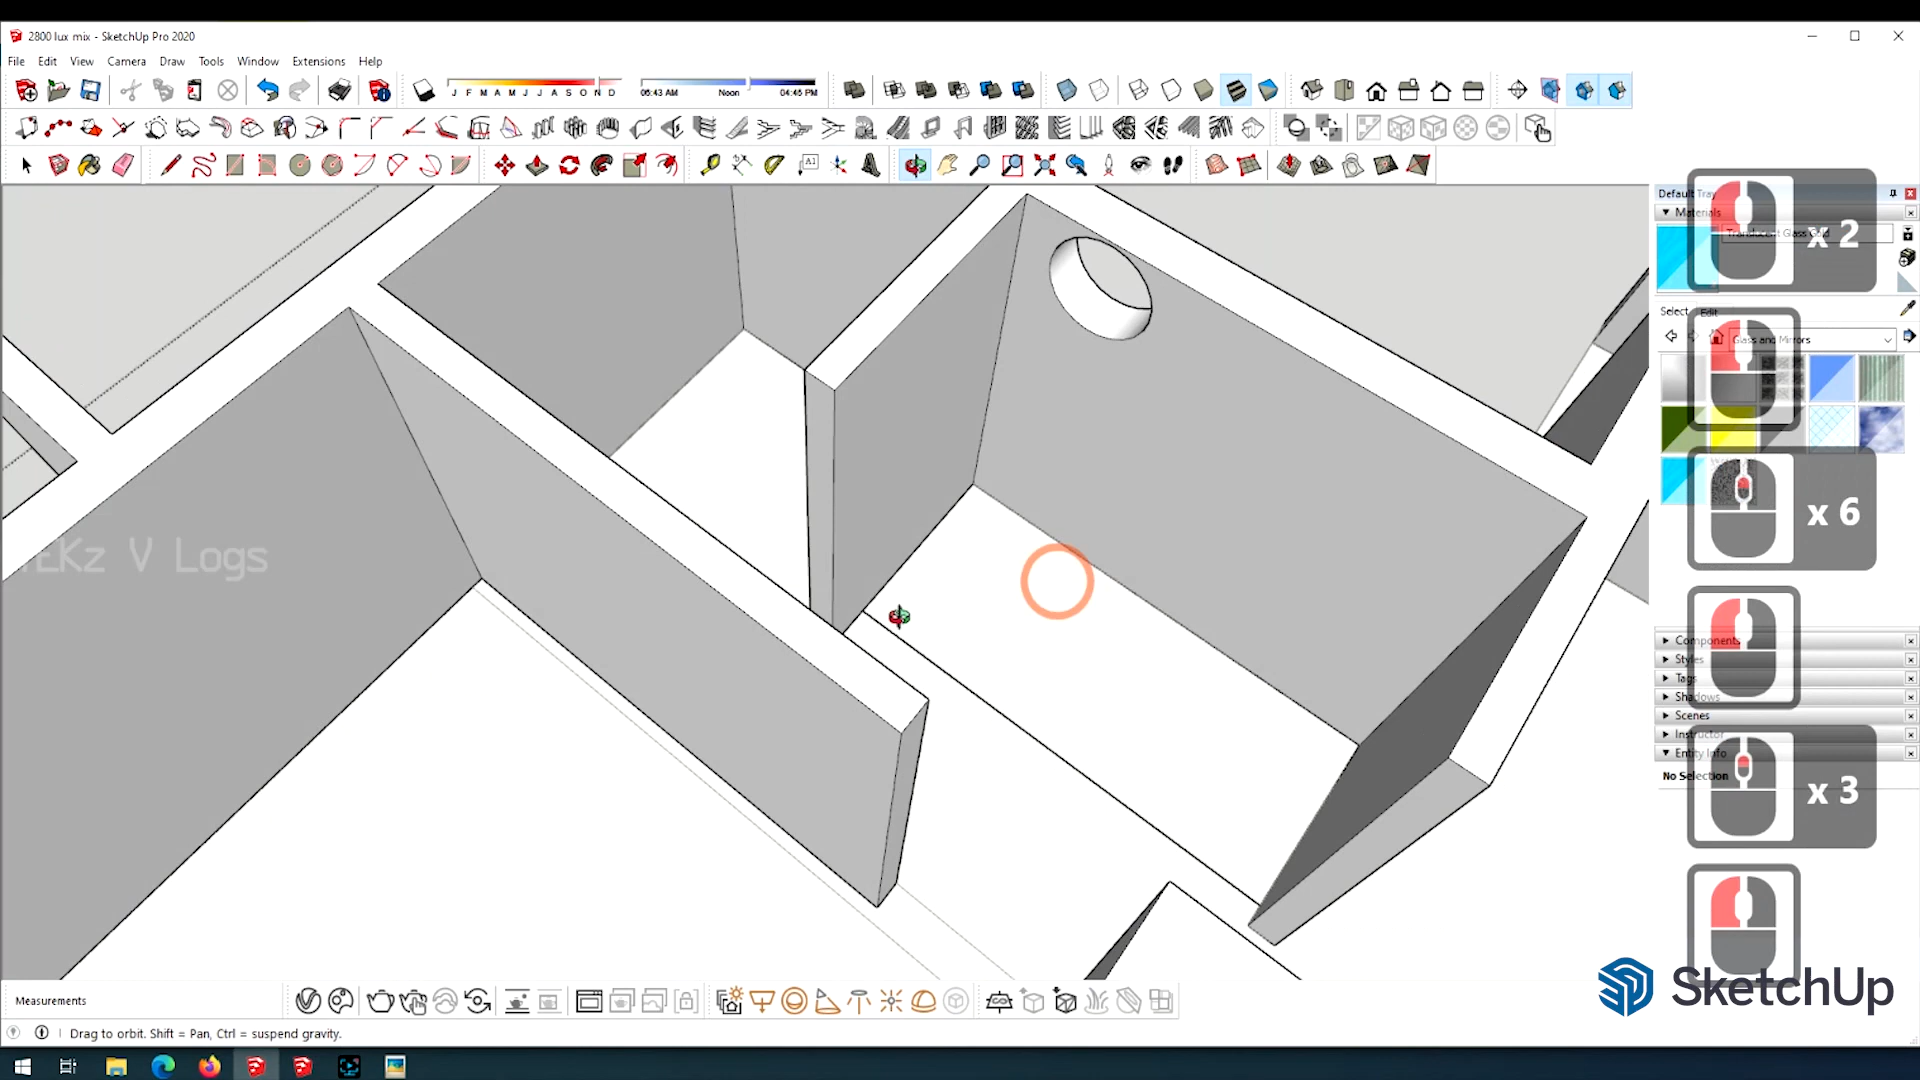 2800 lux mix - SketchUp Pro 2020
File Edit View Camera Draw Tools Window Extensions Help
J F M A M J J A S O N D
06:43 AM Noon 04:45 PM
A1
Default Tray
Materials
x 2
Select Edit
Glass and Mirrors
x 6
V Logs
Components
Styles
Tags
Shadows
Scenes
Instructor
Entity Info
No Selection
x 3
SketchUp
Measurements
Drag to orbit. Shift = Pan, Ctrl = suspend gravity.